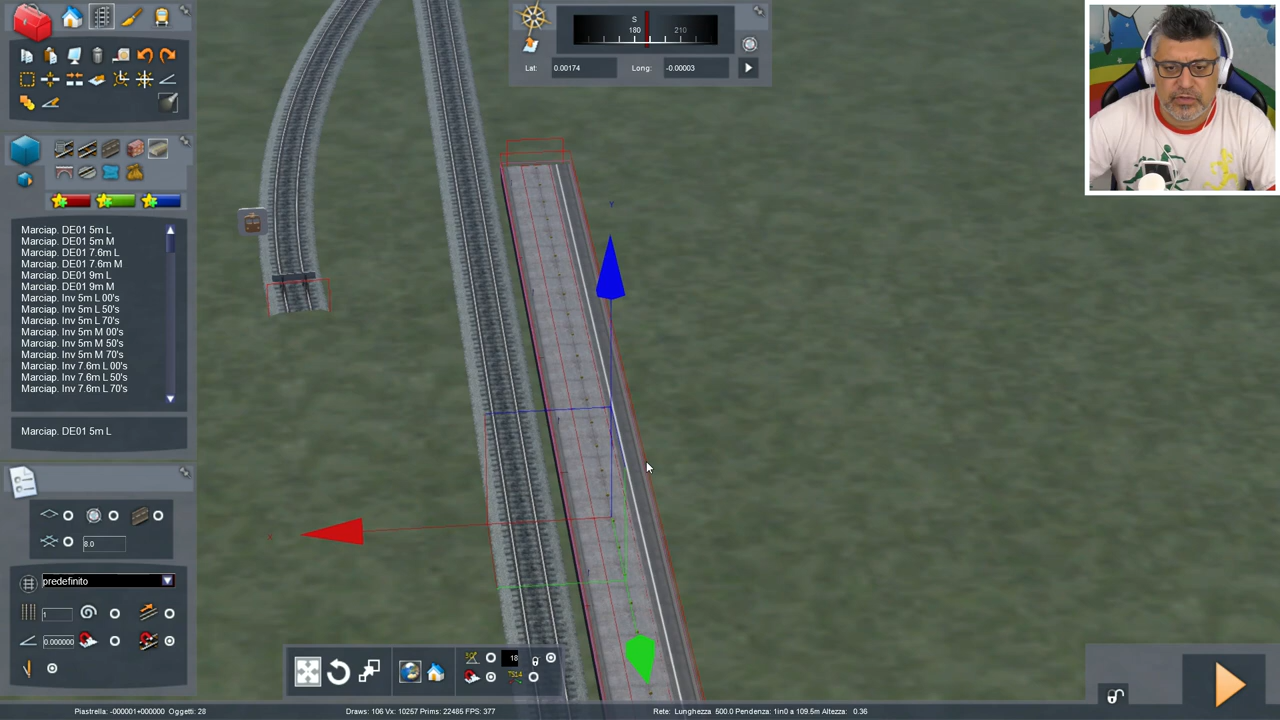 S
180
210
Lat:
0.00174
Long:
-0.00003
Marciap. DE01 5m L
Marciap. DE01 5m M
Marciap. DE01 7.6m L
Marciap. DE01 7.6m M
Marciap. DE01 9m L
Marciap. DE01 9m M
Marciap. Inv 5m L 00's
Marciap. Inv 5m L 50's
Marciap. Inv 5m L 70's
Marciap. Inv 5m M 00's
Marciap. Inv 5m M 50's
Marciap. Inv 5m M 70's
Marciap. Inv 7.6m L 00's
Marciap. Inv 7.6m L 50's
Marciap. Inv 7.6m L 70's
Marciap. DE01 5m L
8.0
predefinito
1
0.000000
Y
X
18
TS14
Piastrella: -000001+000000 Oggetti: 28
Draws: 106 Vx: 10257 Prims: 22485 FPS: 377
Rete: Lunghezza 500.0 Pendenza: 1in0 a 109.5m Altezza: 0.36